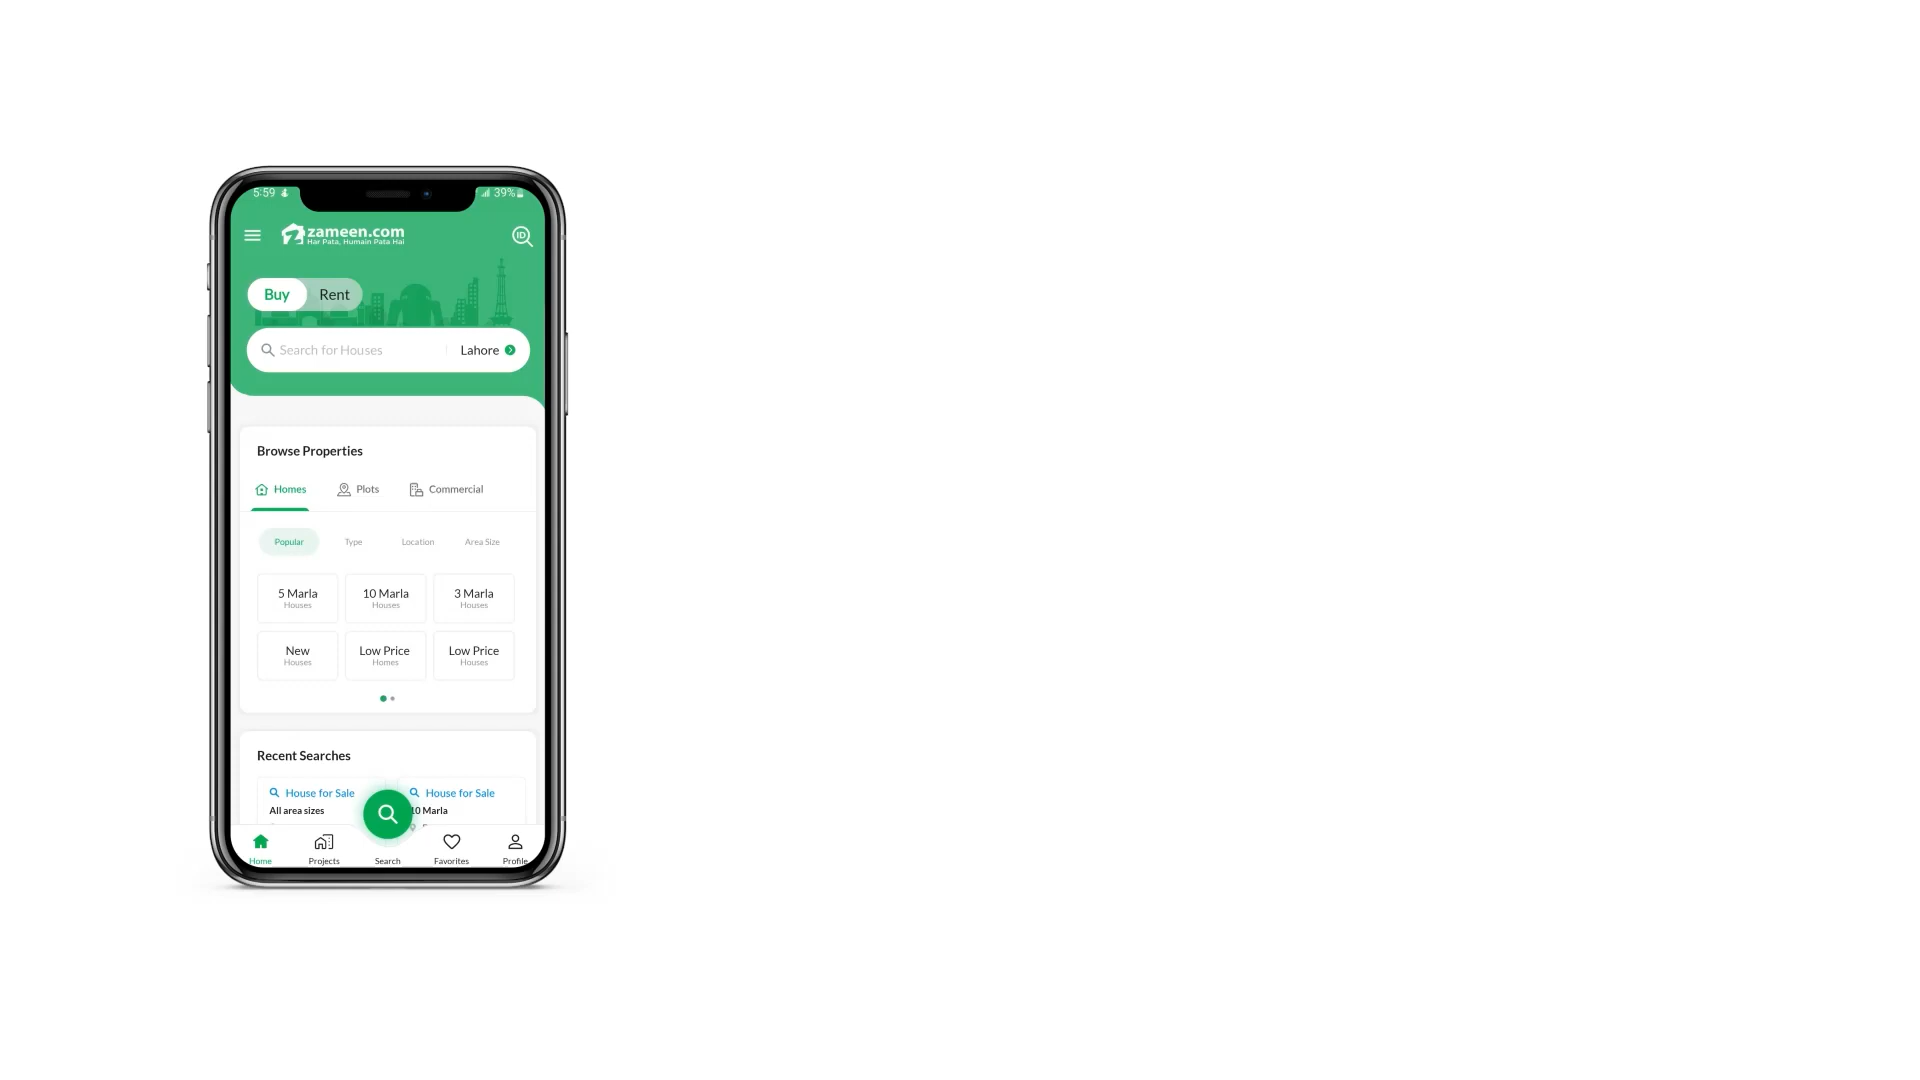 5:59
39%
zameen.com
Har Pata, Humain Pata Hai
ID
Buy Rent
Search for Houses Lahore
Browse Properties
Homes Plots Commercial
Popular Type Location Area Size
5 Marla 10 Marla 3 Marla
Houses Houses Houses
New Low Price Low Price
Houses Homes Houses
Recent Searches
House for Sale House for Sale
All area sizes 10 Marla
Home Projects Search Favorites Profile